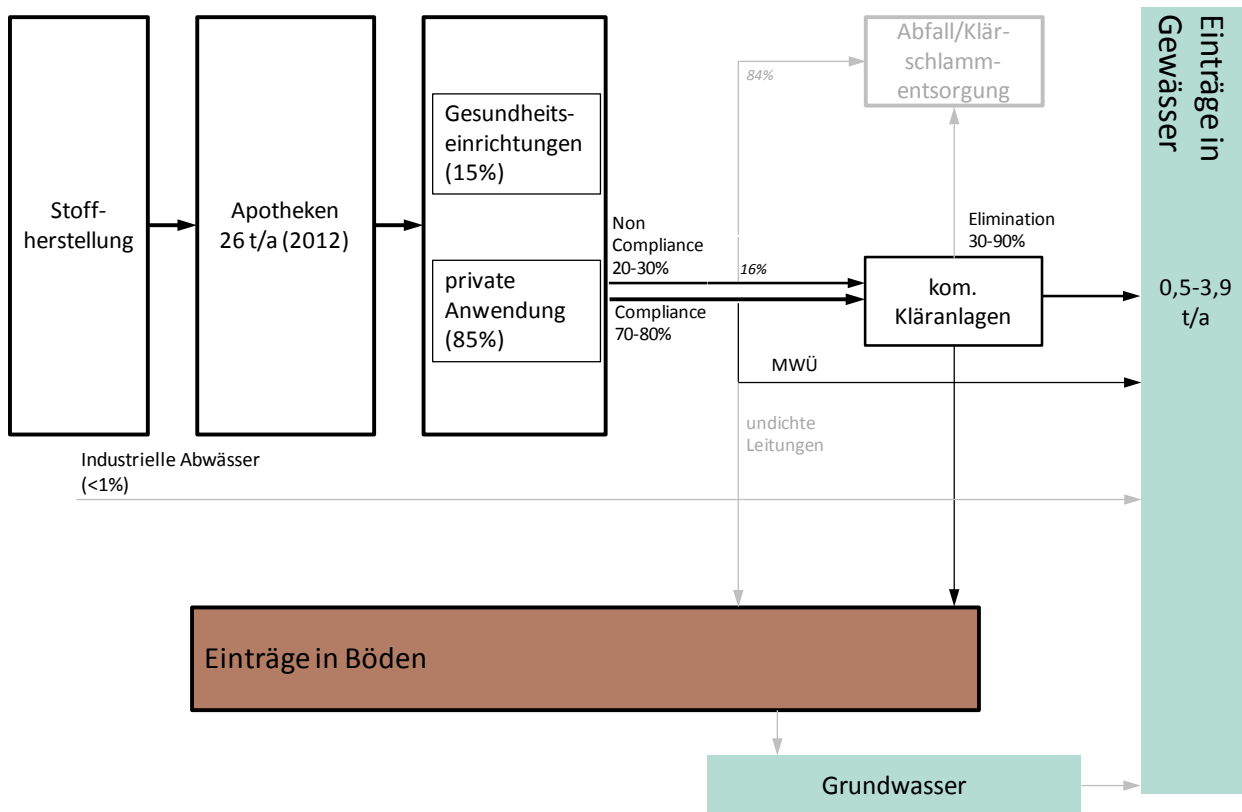 Stoff-
herstellung
Apotheken
26 t/a (2012)
Gesundheits-
einrichtungen
(15%)
private
Anwendung
(85%)
Non
Compliance
20-30%
Compliance
70-80%
16%
84%
Abfall/Klär-
schlamm-
entsorgung
Elimination
30-90%
kom.
Kläranlagen
MWÜ
undichte
Leitungen
Industrielle Abwässer
(<1%)
Einträge in
Gewässer
0,5-3,9
t/a
Einträge in Böden
Grundwasser